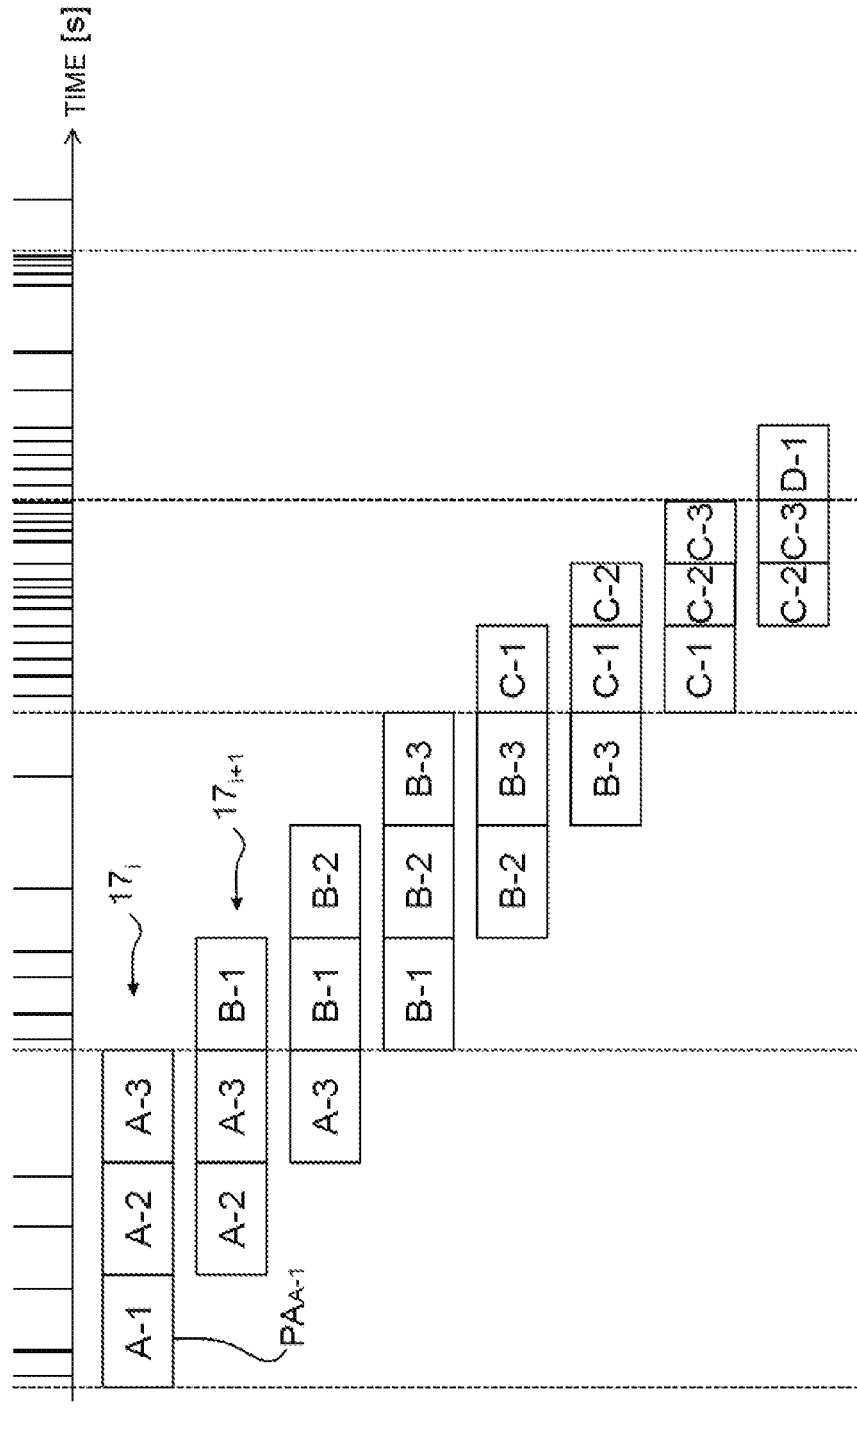 TIME [s]
A-1 A-2 A-3
17i
A-2 A-3 B-1
17i+1
PAA-1
A-3 B-1 B-2
B-1 B-2 B-3
B-2 B-3 C-1
B-3 C-1 C-2
C-1 C-2 C-3
C-2 C-3 D-1